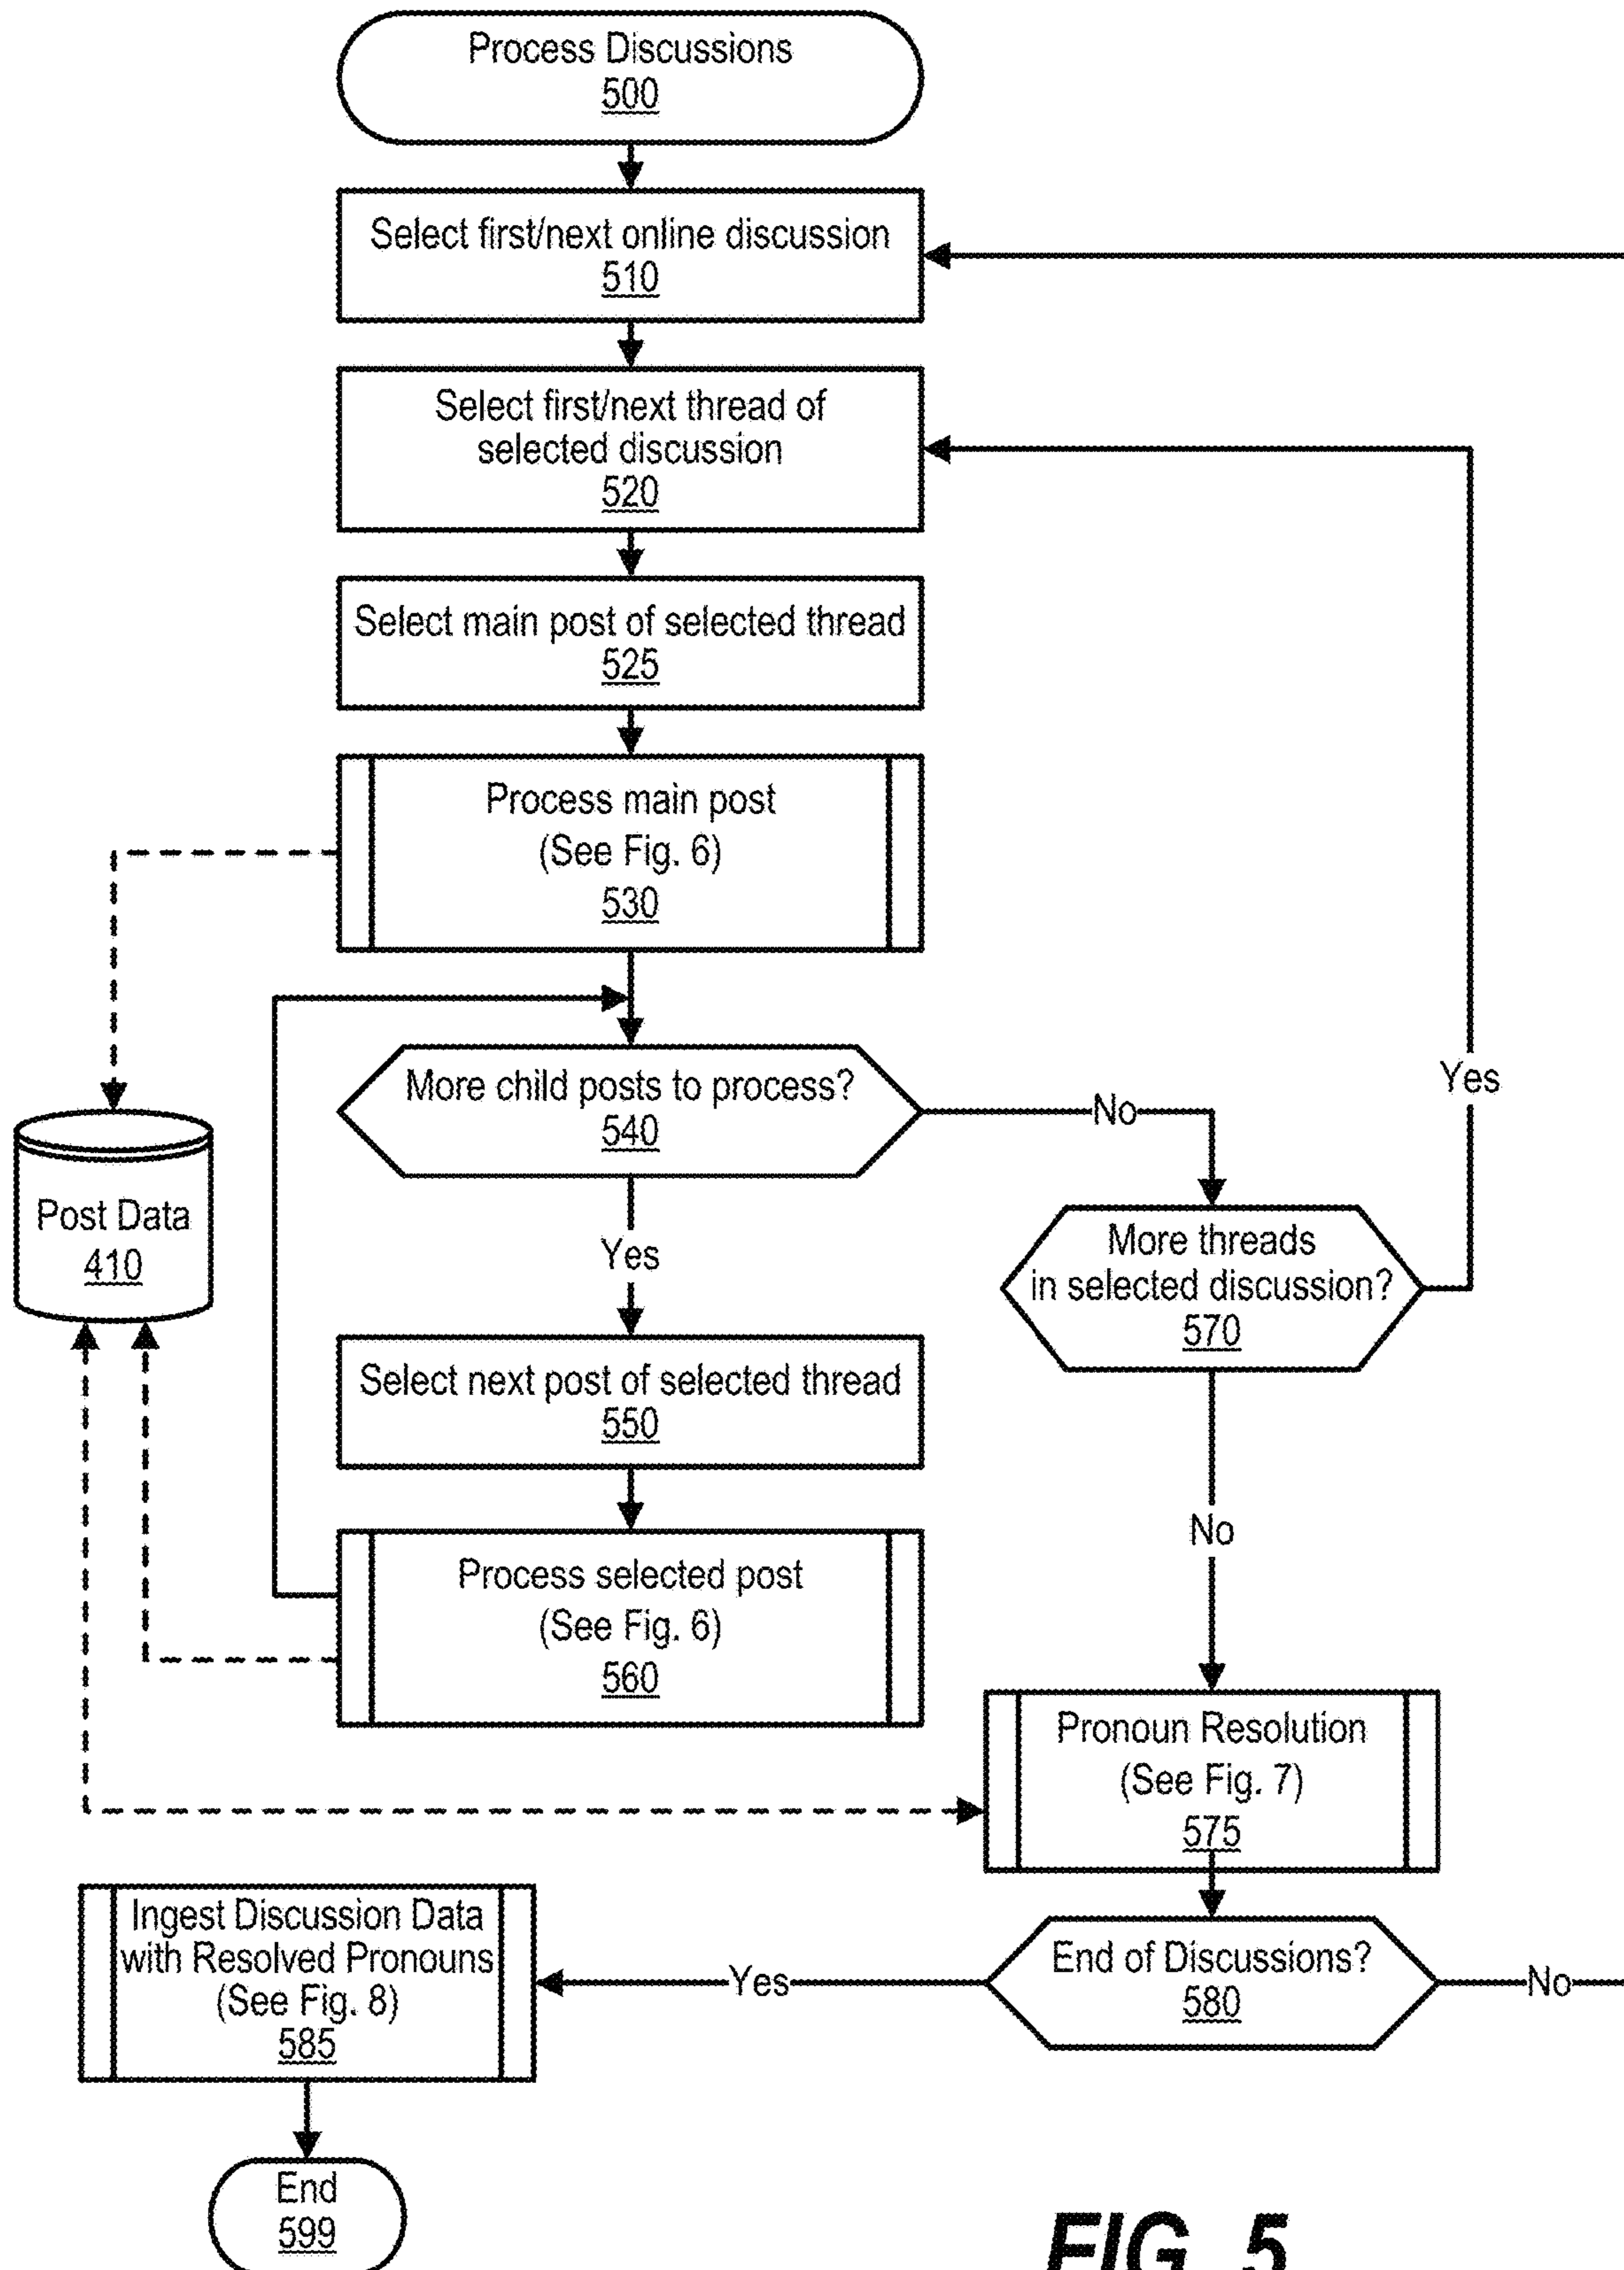 Process Discussions
500
Select first/next online discussion
510
Select first/next thread of
selected discussion
520
Select main post of selected thread
525
Process main post
(See Fig. 6)
530
More child posts to process?
540
No
Yes
Yes
Post Data
410
More threads
in selected discussion?
570
Select next post of selected thread
550
No
Process selected post
(See Fig. 6)
560
Pronoun Resolution
(See Fig. 7)
575
Ingest Discussion Data
with Resolved Pronouns
(See Fig. 8)
585
Yes
End of Discussions?
580
No
End
599
FIG. 5